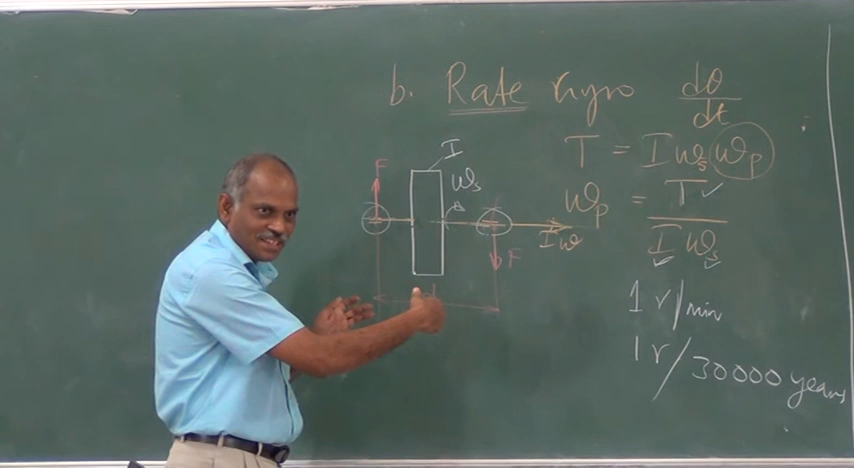 b. Rate Gyro dθ/dt
T = I ωs ωp
I
ωs
F
ωp = T / I ωs
Iω
F
d
1 r/min
1 r/30000 years